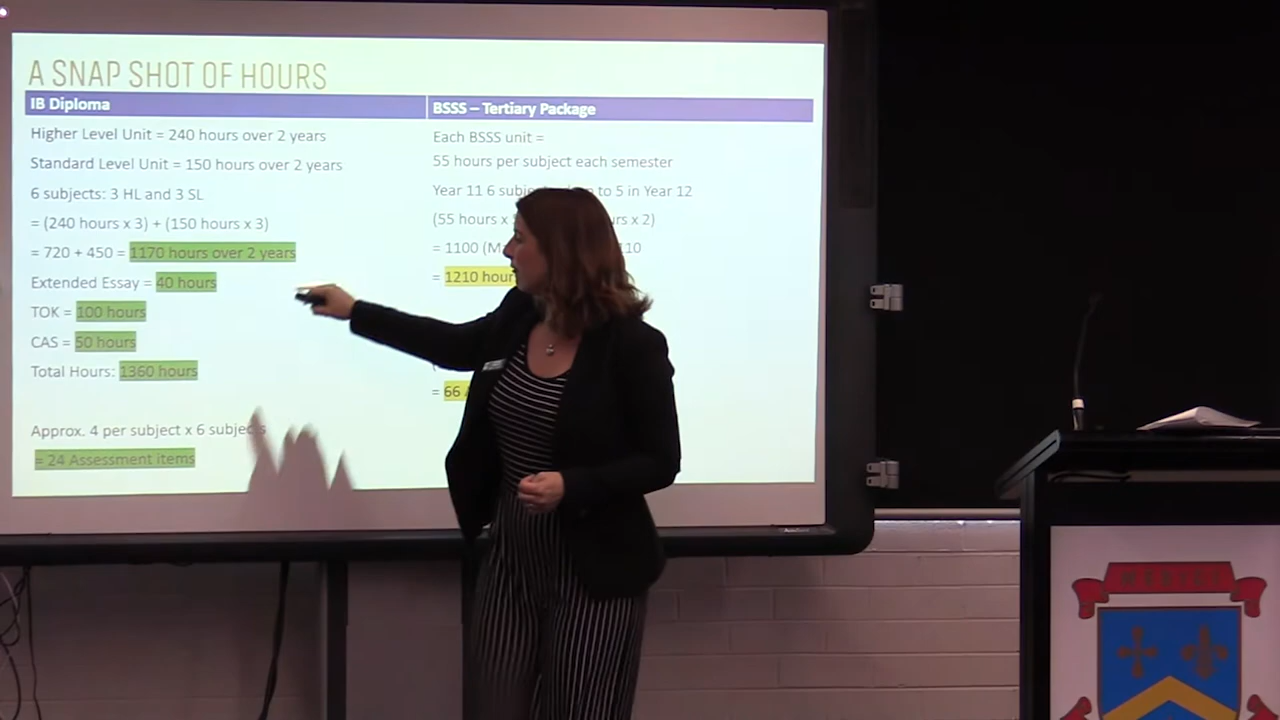 A SNAP SHOT OF HOURS
IB Diploma
Higher Level Unit = 240 hours over 2 years
Standard Level Unit = 150 hours over 2 years
6 subjects: 3 HL and 3 SL
= (240 hours x 3) + (150 hours x 3)
= 720 + 450 = 1170 hours over 2 years
Extended Essay = 40 hours
TOK = 100 hours
CAS = 50 hours
Total Hours: 1360 hours
Approx. 4 per subject x 6 subjects
= 24 Assessment items
BSSS – Tertiary Package
Each BSSS unit =
55 hours per subject each semester
Year 11 6 to 5 in Year 12
(55 hours x x 2)
= 1100 110
= 1210
= 66